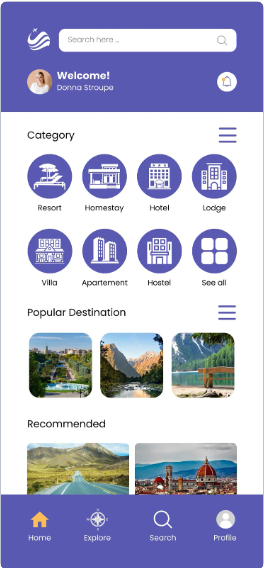 Search here ..
Welcome!
Donna Stroupe
Category
Resort Homestay Hotel Lodge
Villa Apartement Hostel See all
Popular Destination
Recommended
Home Explore Search Profile